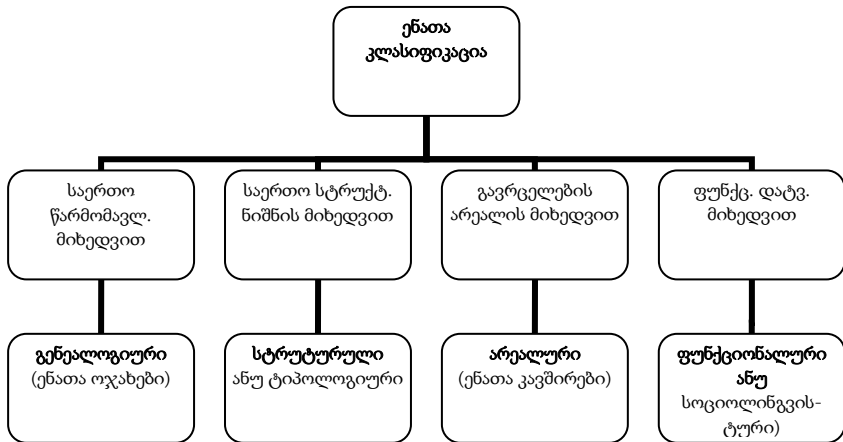 ენათა
კლასიფიკაცია
საერთო
წარმომავლ.
მიხედვით
საერთო სტრუქტ.
ნიშნის მიხედვით
გავრცელების
არეალის მიხედვით
ფუნქც. დატვ.
მიხედვით
გენეალოგიური
(ენათა ოჯახები)
სტრუტურული
ანუ ტიპოლოგიური
არეალური
(ენათა კავშირები)
ფუნქციონალური
ანუ
სოციოლინგვის-
ტური)